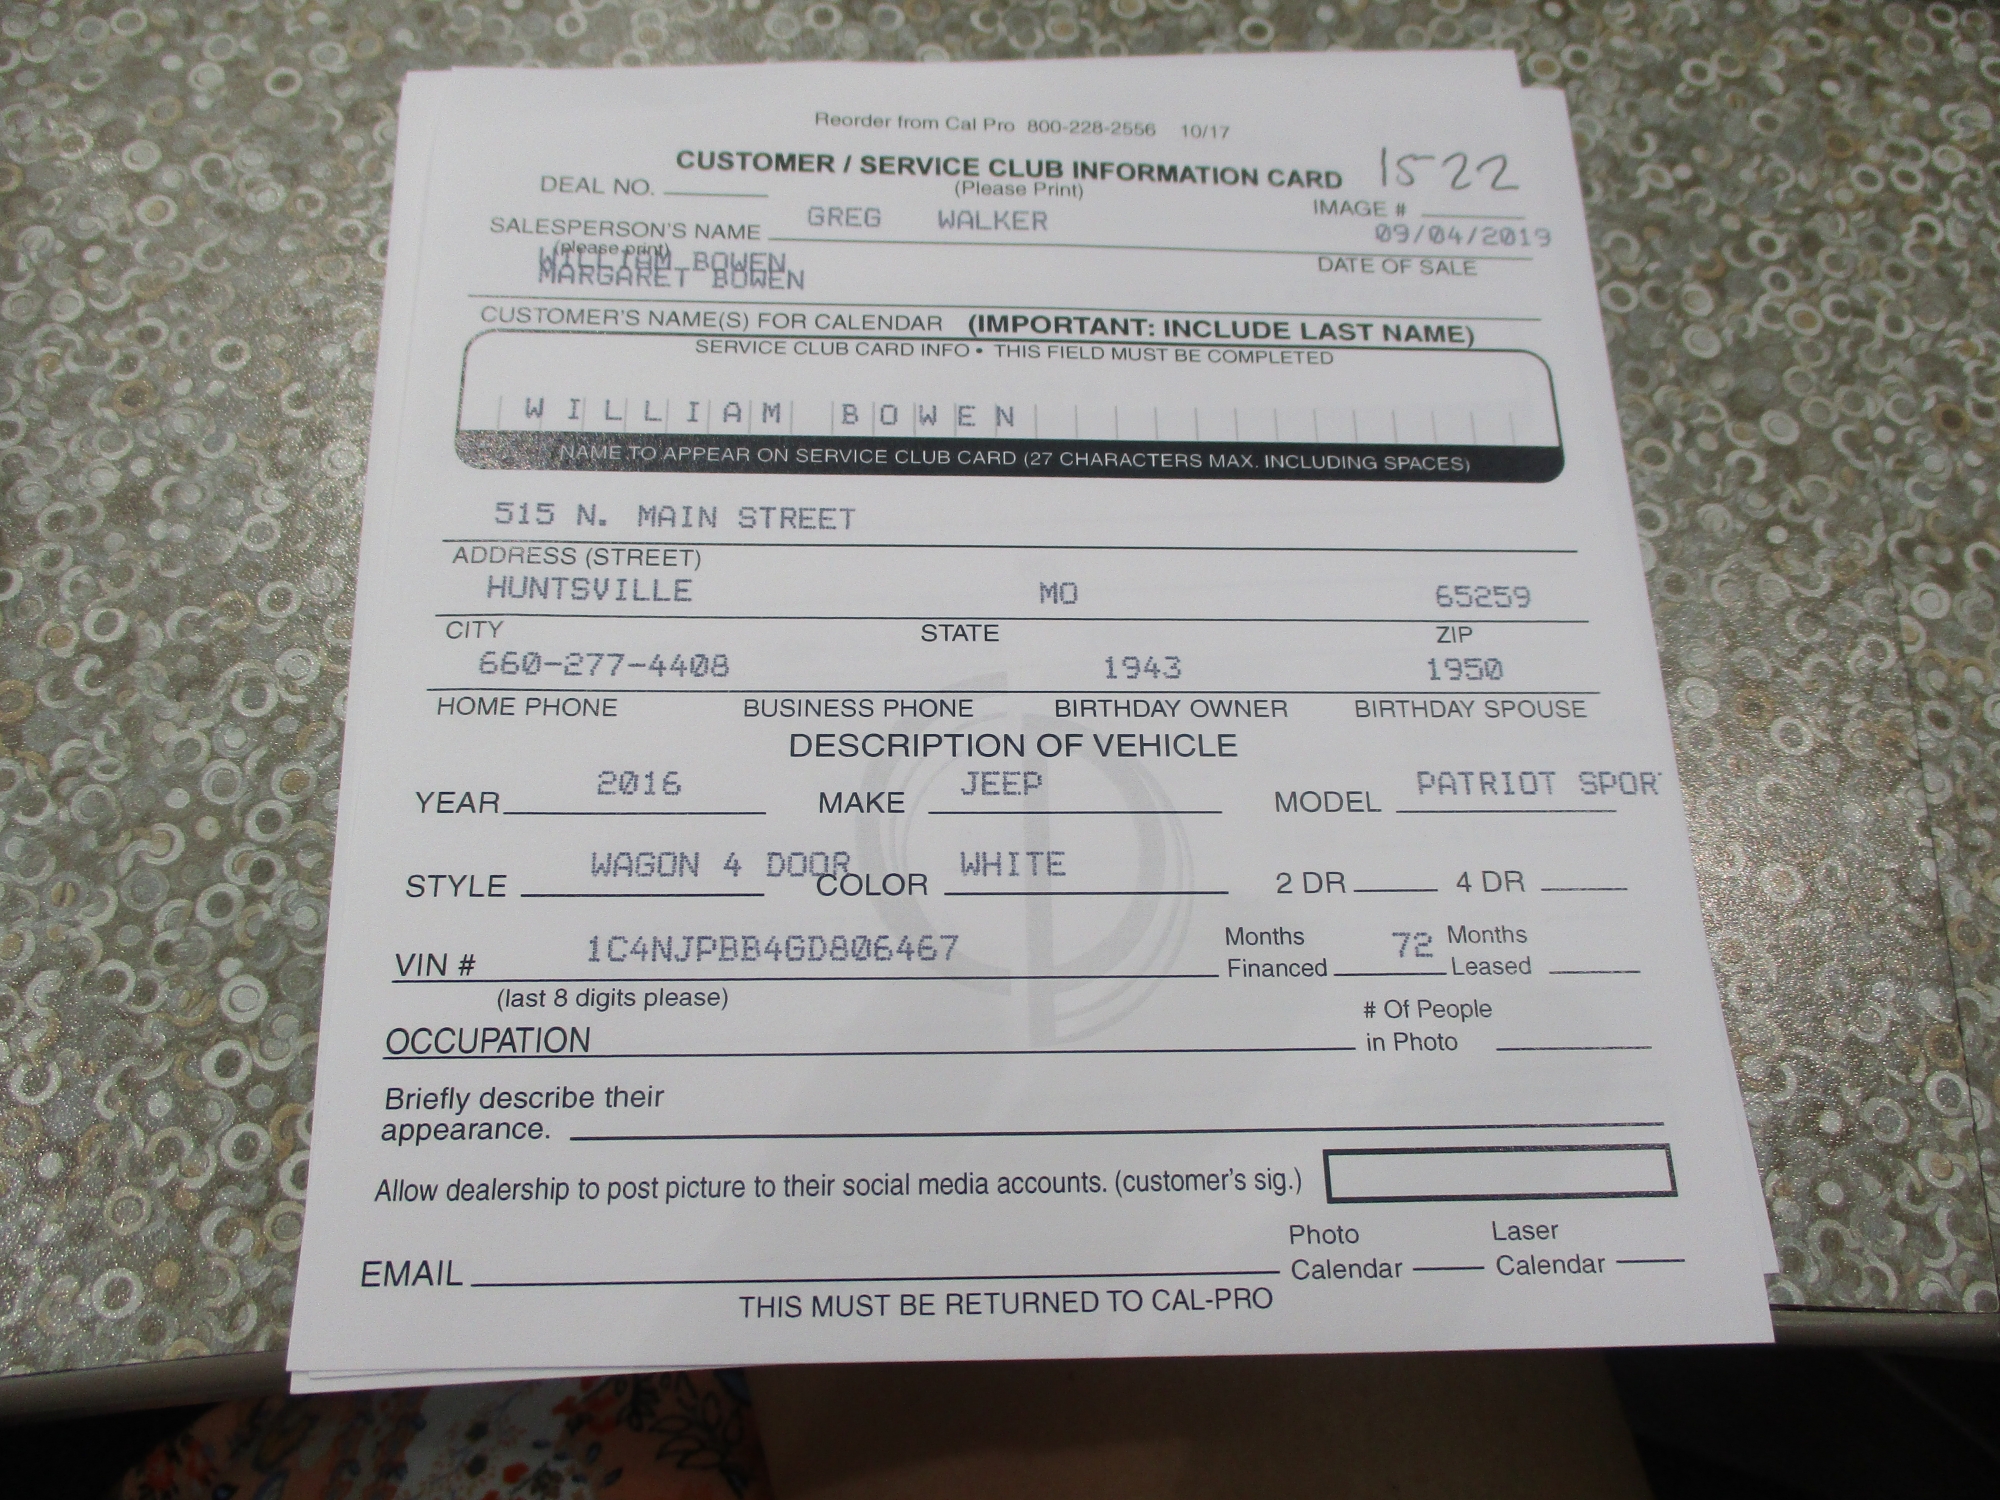 Reorder from Cal Pro 800-228-2556 10/17
CUSTOMER / SERVICE CLUB INFORMATION CARD 1522
DEAL NO. (Please Print) IMAGE #
SALESPERSON'S NAME GREG WALKER 09/04/2019
(please print) DATE OF SALE
WILLIAM BOWEN
MARGARET BOWEN
CUSTOMER'S NAME(S) FOR CALENDAR (IMPORTANT: INCLUDE LAST NAME)
SERVICE CLUB CARD INFO • THIS FIELD MUST BE COMPLETED
WILLIAM BOWEN
NAME TO APPEAR ON SERVICE CLUB CARD (27 CHARACTERS MAX. INCLUDING SPACES)
515 N. MAIN STREET
ADDRESS (STREET)
HUNTSVILLE MO 65259
CITY STATE ZIP
660-277-4408 1943 1950
HOME PHONE BUSINESS PHONE BIRTHDAY OWNER BIRTHDAY SPOUSE
DESCRIPTION OF VEHICLE
YEAR 2016 MAKE JEEP MODEL PATRIOT SPOR
STYLE WAGON 4 DOOR COLOR WHITE 2 DR 4 DR
VIN # 1C4NJPBB4GD806467 Months Financed 72 Months Leased
(last 8 digits please)
OCCUPATION # Of People in Photo
Briefly describe their
appearance.
Allow dealership to post picture to their social media accounts. (customer's sig.)
EMAIL Photo Calendar Laser Calendar
THIS MUST BE RETURNED TO CAL-PRO